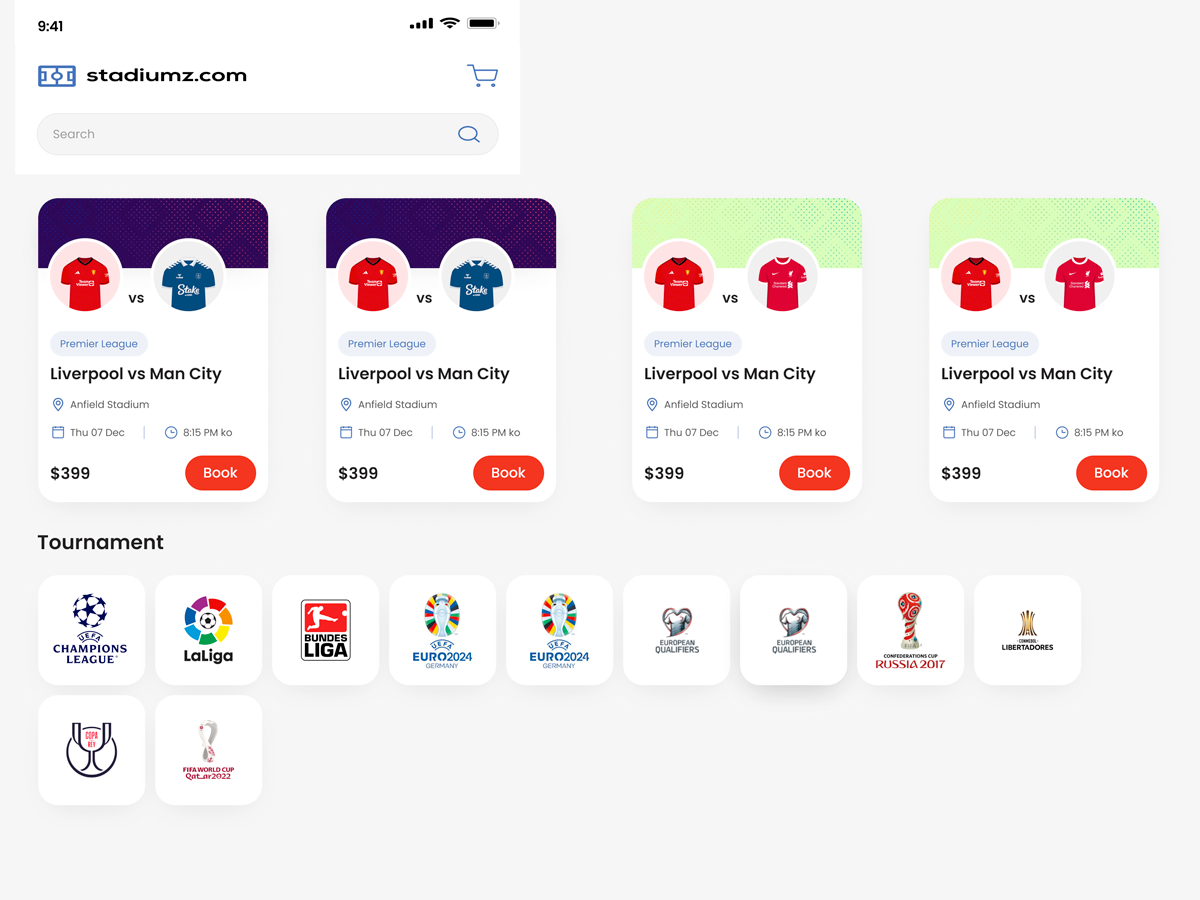 9:41
stadiumz.com
Search
VS
VS
VS
VS
Stake
Stake
Premier League
Premier League
Premier League
Premier League
Liverpool vs Man City
Liverpool vs Man City
Liverpool vs Man City
Liverpool vs Man City
Anfield Stadium
Anfield Stadium
Anfield Stadium
Anfield Stadium
Thu 07 Dec | 8:15 PM ko
Thu 07 Dec | 8:15 PM ko
Thu 07 Dec | 8:15 PM ko
Thu 07 Dec | 8:15 PM ko
$399 Book
$399 Book
$399 Book
$399 Book
Tournament
UEFA
CHAMPIONS
LEAGUE
LaLiga
BUNDES
LIGA
UEFA
EURO2024
GERMANY
UEFA
EURO2024
GERMANY
EUROPEAN
QUALIFIERS
EUROPEAN
QUALIFIERS
FIFA
CONFEDERATIONS CUP
RUSSIA 2017
CONMEBOL
LIBERTADORES
COPA
REY
FIFA WORLD CUP
Qatar2022